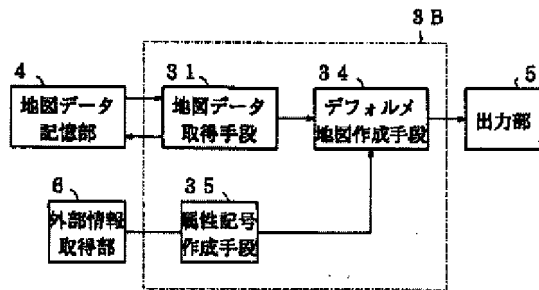 3B
4
31
34
5
地図データ
記憶部
地図データ
取得手段
デフォルメ
地図作成手段
出力部
6
35
外部情報
取得部
属性記号
作成手段